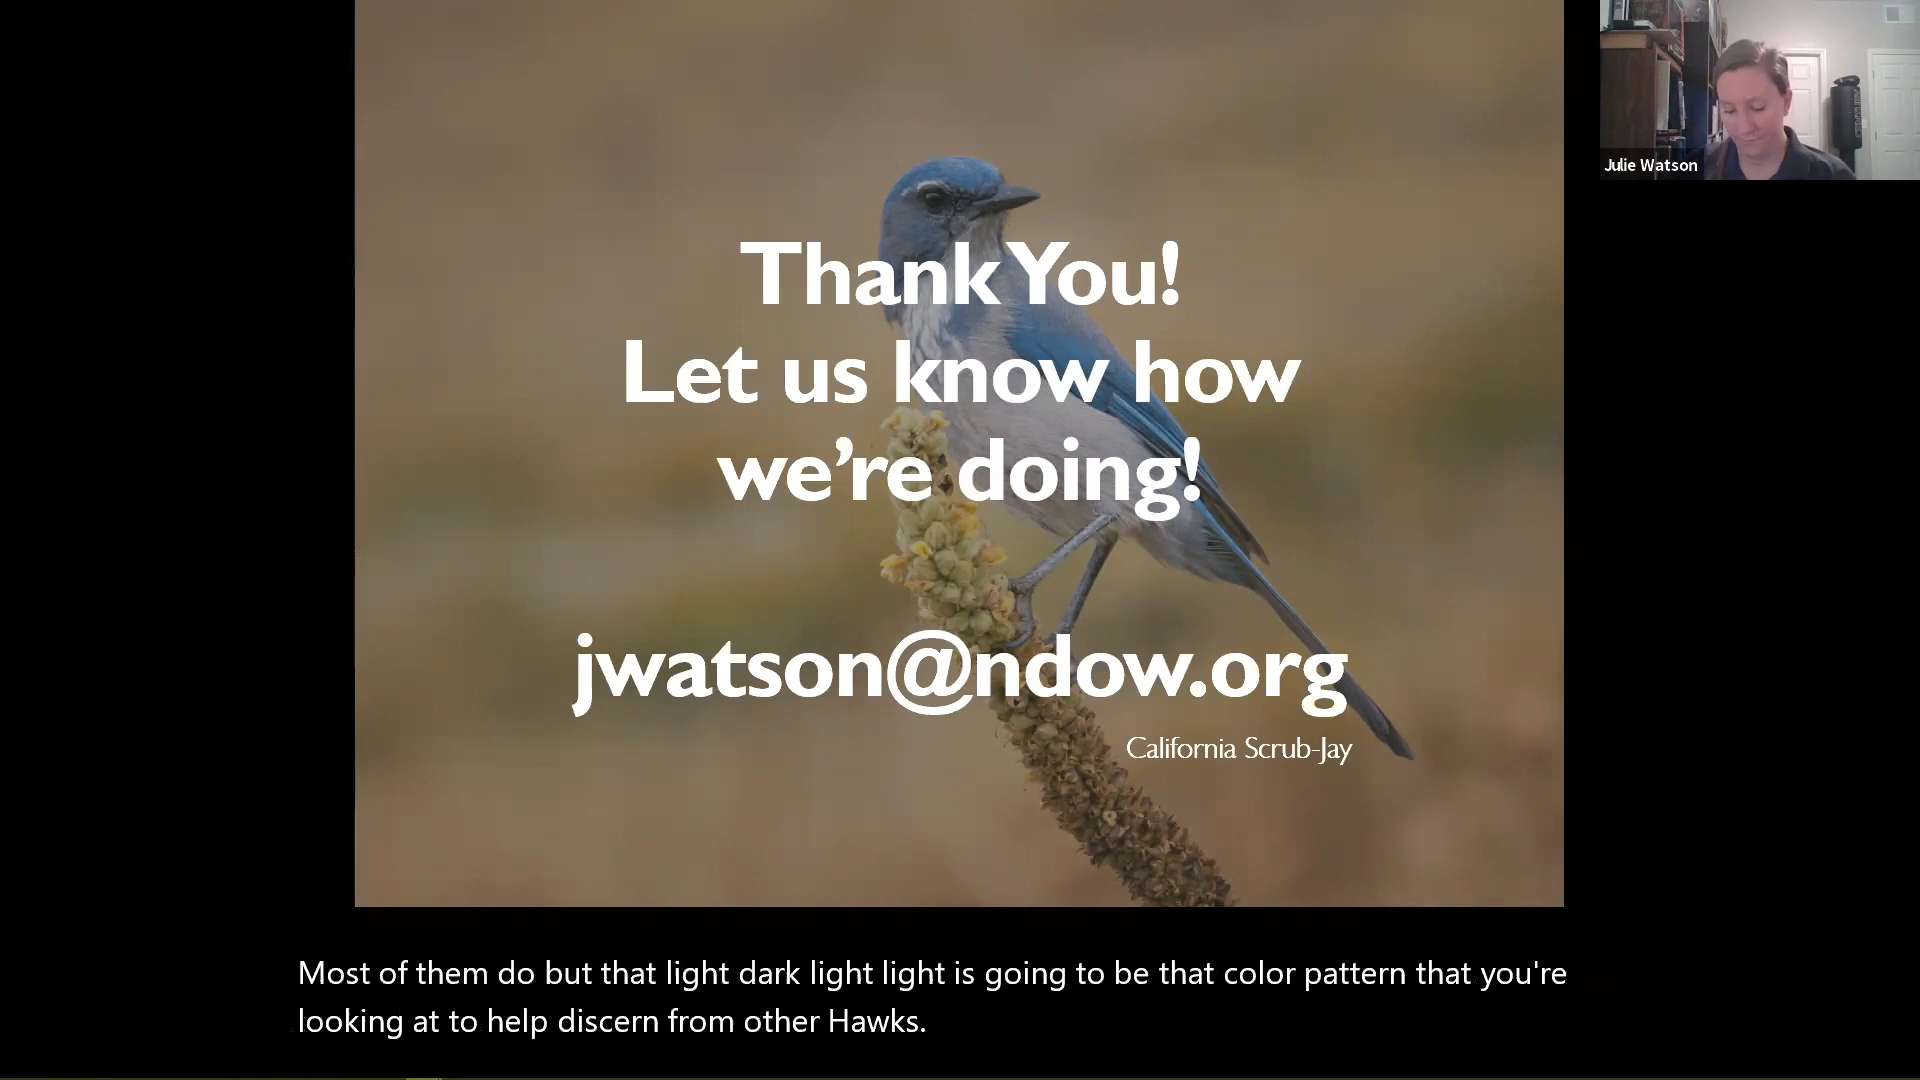 Thank You!
Let us know how
we're doing!
jwatson@ndow.org
California Scrub-Jay
Julie Watson
Most of them do but that light dark light light is going to be that color pattern that you're
looking at to help discern from other Hawks.